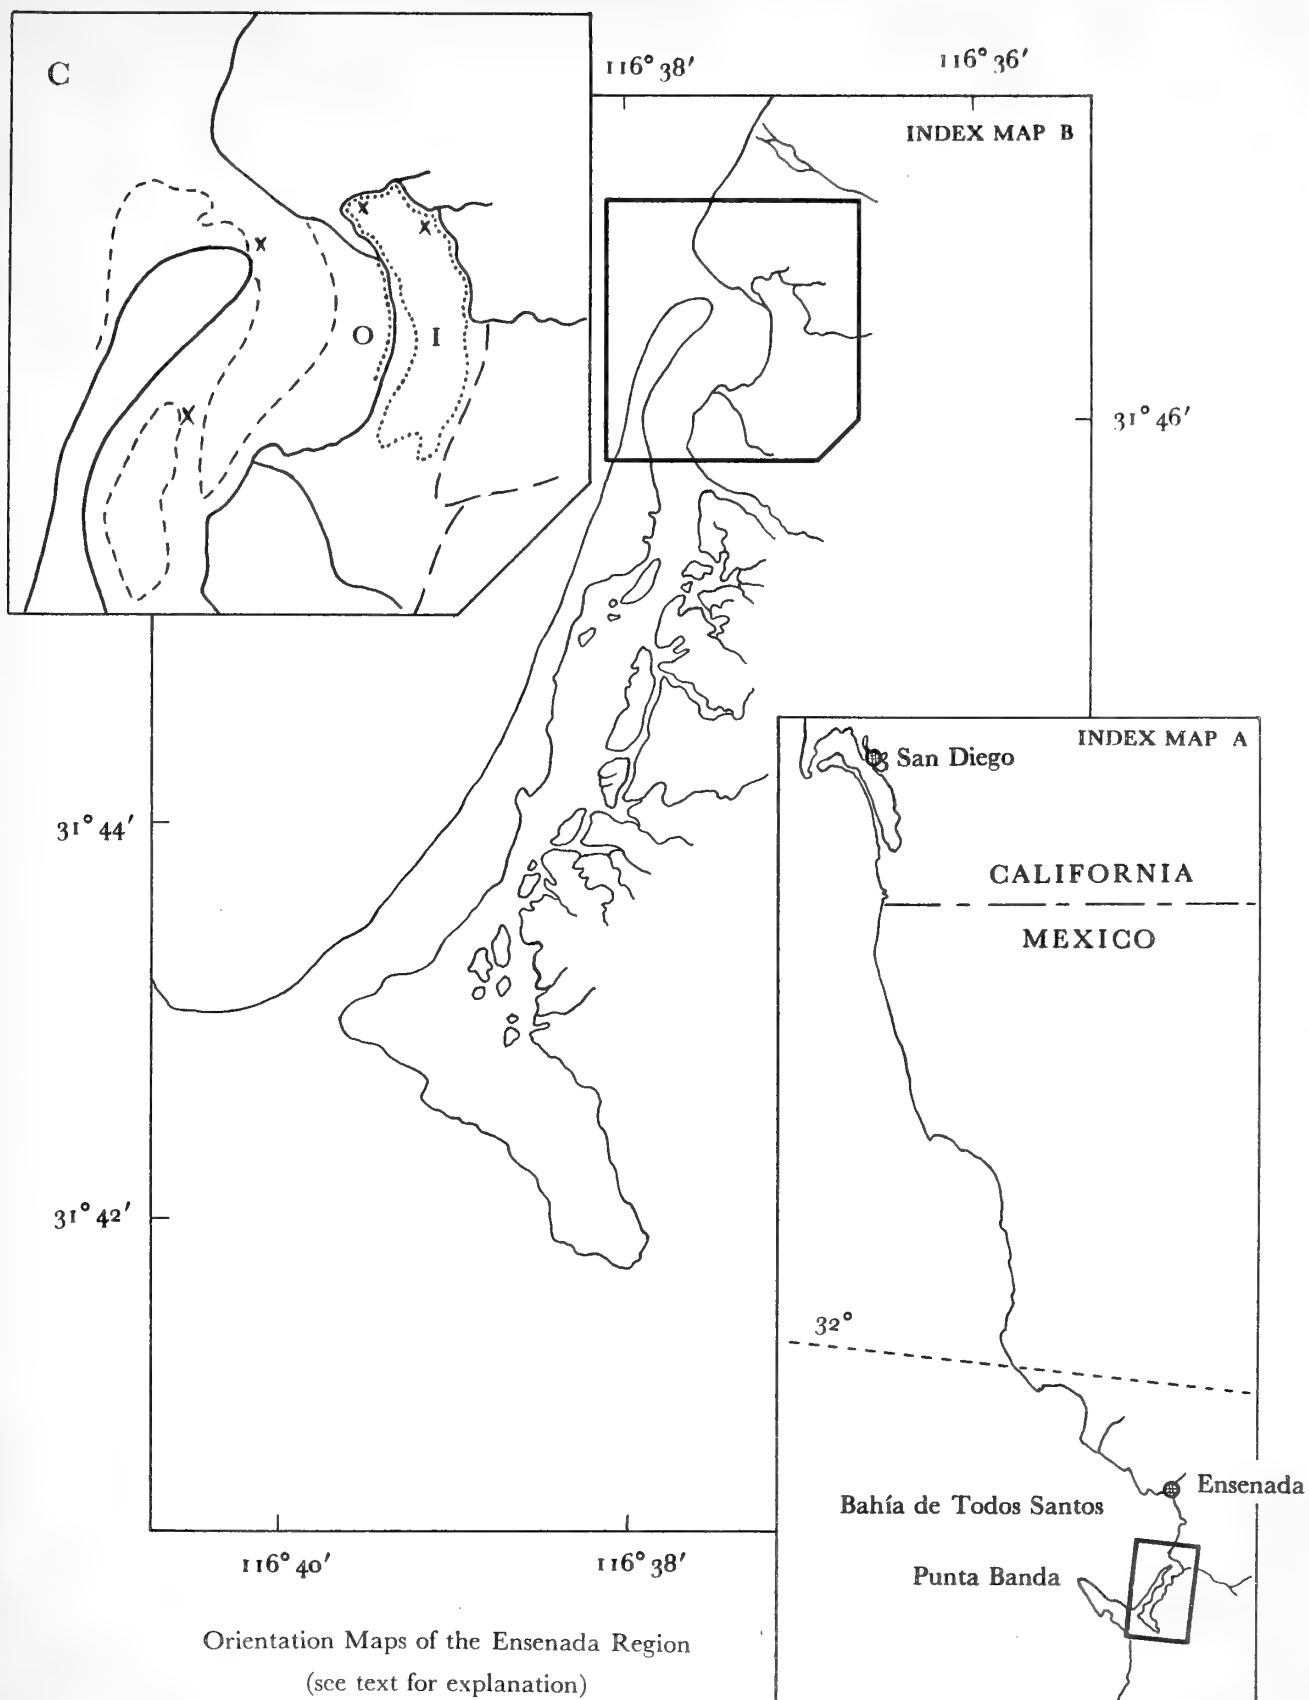 C
116° 38′
116° 36′
INDEX MAP B
X
X
X
O
I
X
31° 46′
INDEX MAP A
San Diego
31° 44′
CALIFORNIA
MEXICO
31° 42′
32°
Ensenada
Bahía de Todos Santos
116° 40′
116° 38′
Punta Banda
Orientation Maps of the Ensenada Region
(see text for explanation)